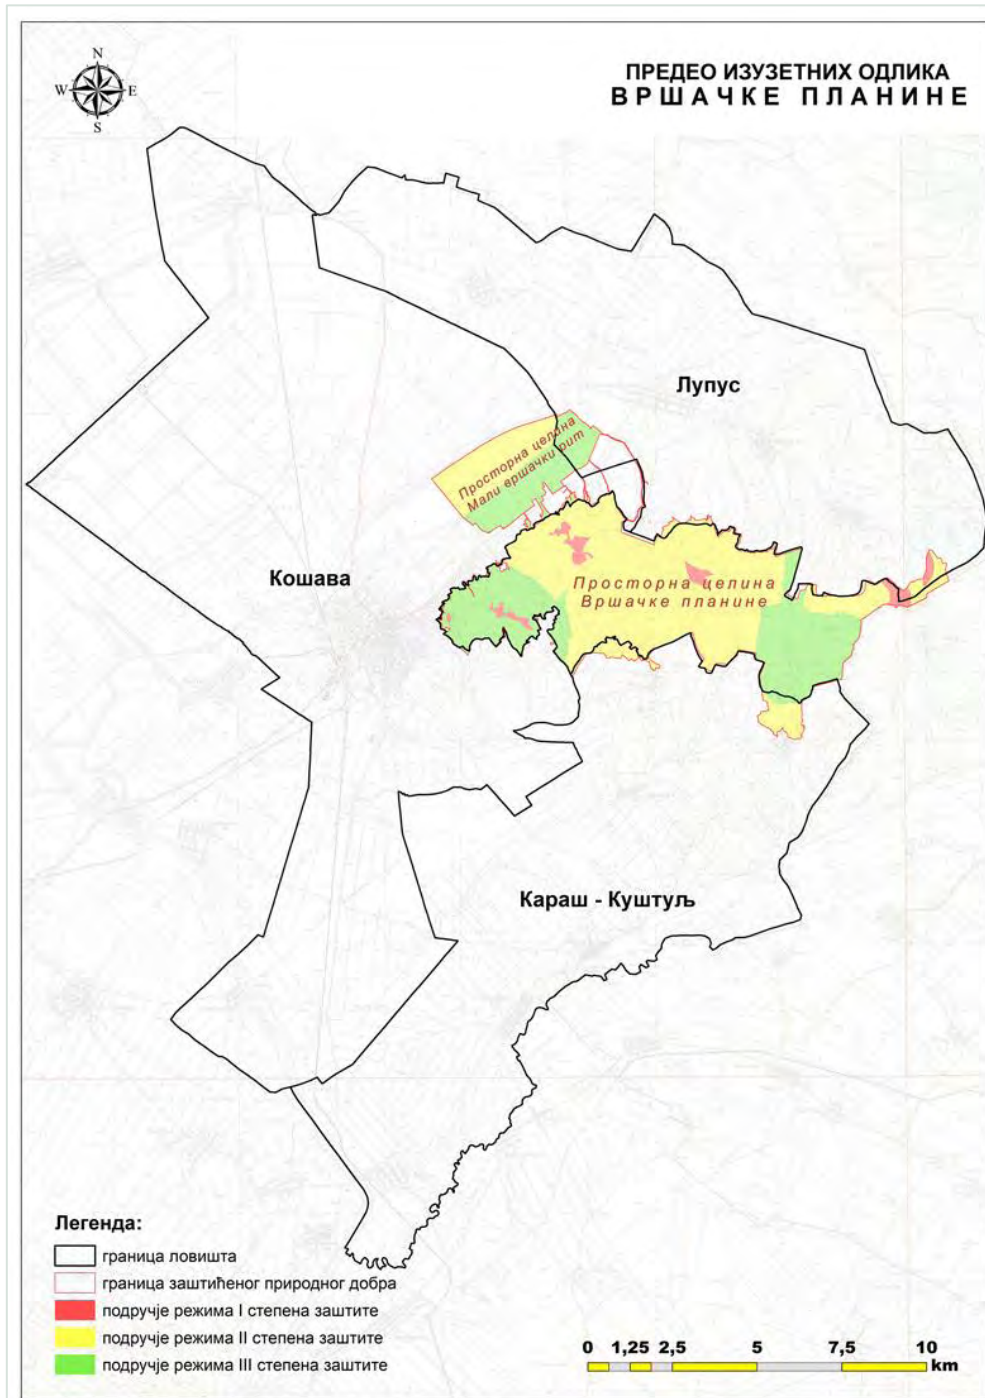 N
W E
S
ПРЕДЕО ИЗУЗЕТНИХ ОДЛИКА
ВРШАЧКЕ ПЛАНИНЕ
Лупус
Просторна целина
Мали вршачки рит
Кошава
Просторна целина
Вршачке планине
Караш - Куштуљ
Легенда:
граница ловишта
граница заштићеног природног добра
подручје режима I степена заштите
подручје режима II степена заштите
подручје режима III степена заштите
0 1,25 2,5 5 7,5 10
km